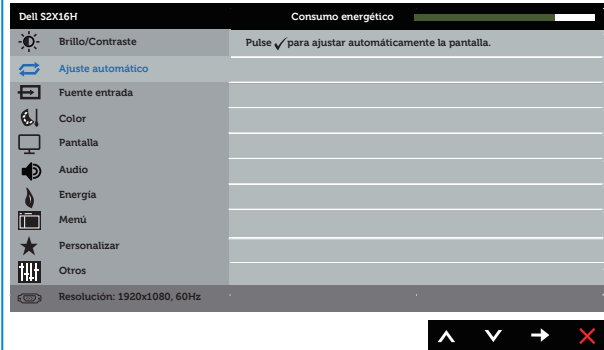 Dell S2X16H
Consumo energético
Brillo/Contraste
Pulse ✓ para ajustar automáticamente la pantalla.
Ajuste automático
Fuente entrada
Color
Pantalla
Audio
Energía
Menú
Personalizar
Otros
Resolución: 1920x1080, 60Hz